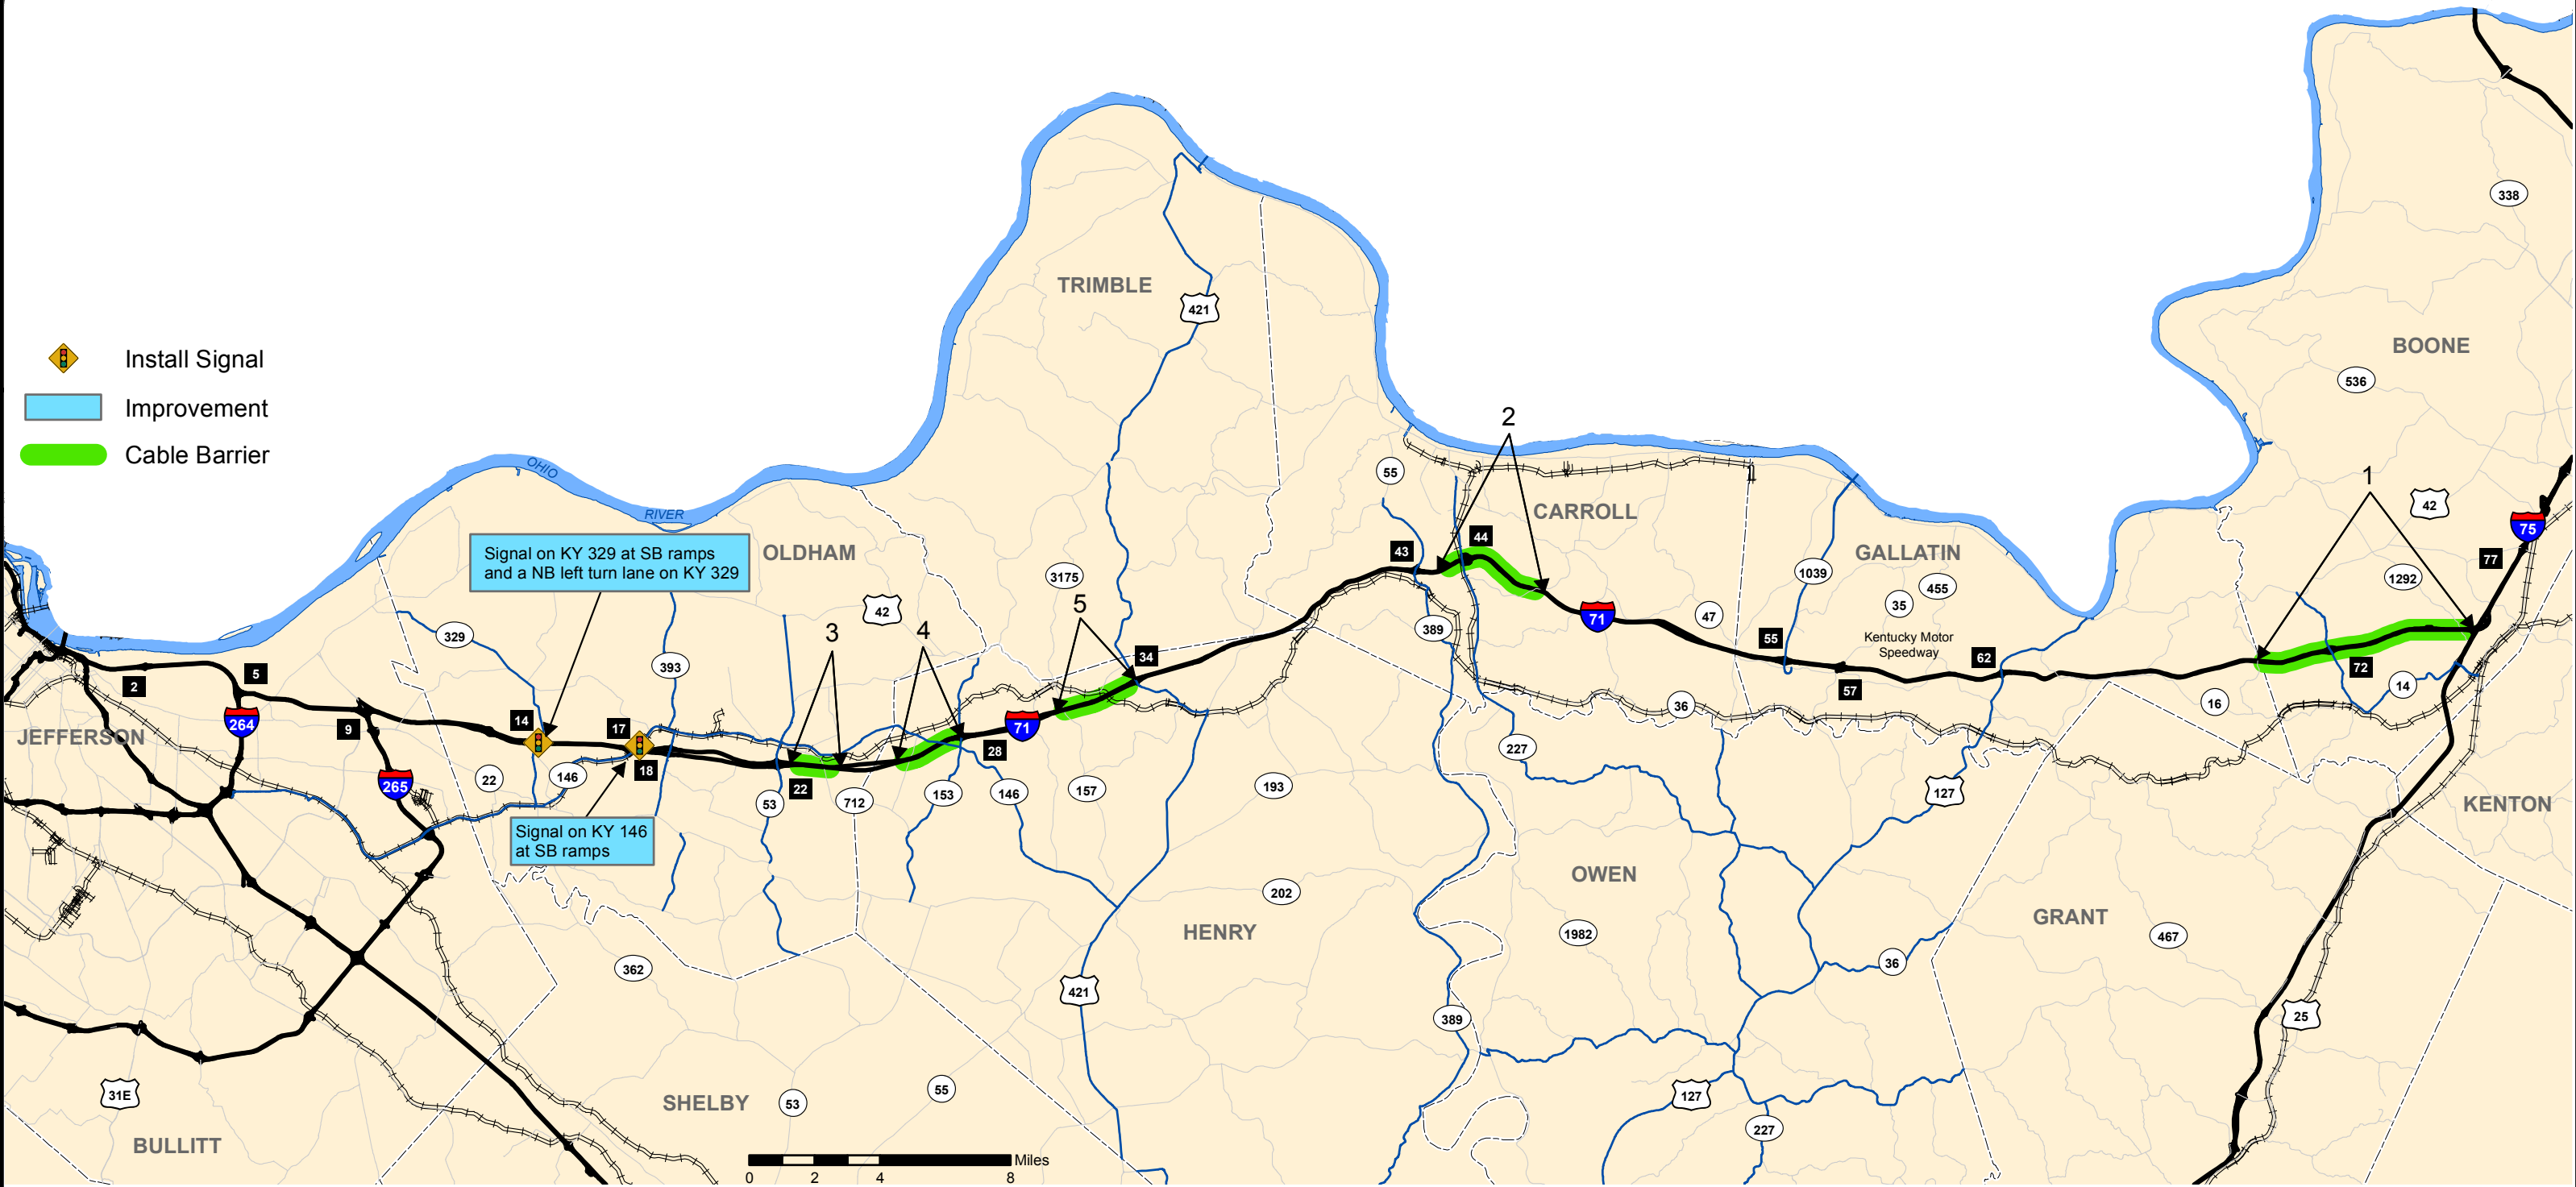 Install Signal
Improvement
Cable Barrier
OHIO
RIVER
Signal on KY 329 at SB ramps
and a NB left turn lane on KY 329
Signal on KY 146
at SB ramps
TRIMBLE
OLDHAM
CARROLL
GALLATIN
BOONE
JEFFERSON
HENRY
OWEN
GRANT
KENTON
SHELBY
BULLITT
Kentucky Motor
Speedway
1
2
3
4
5
2
5
9
14
17
18
22
28
34
43
44
55
57
62
72
77
264
265
71
71
75
421
42
42
421
127
127
25
31E
338
536
1292
14
16
455
35
1039
47
55
389
36
227
3175
329
393
22
146
53
712
153
146
157
193
202
362
53
55
1982
389
36
467
227
0
2
4
8
Miles